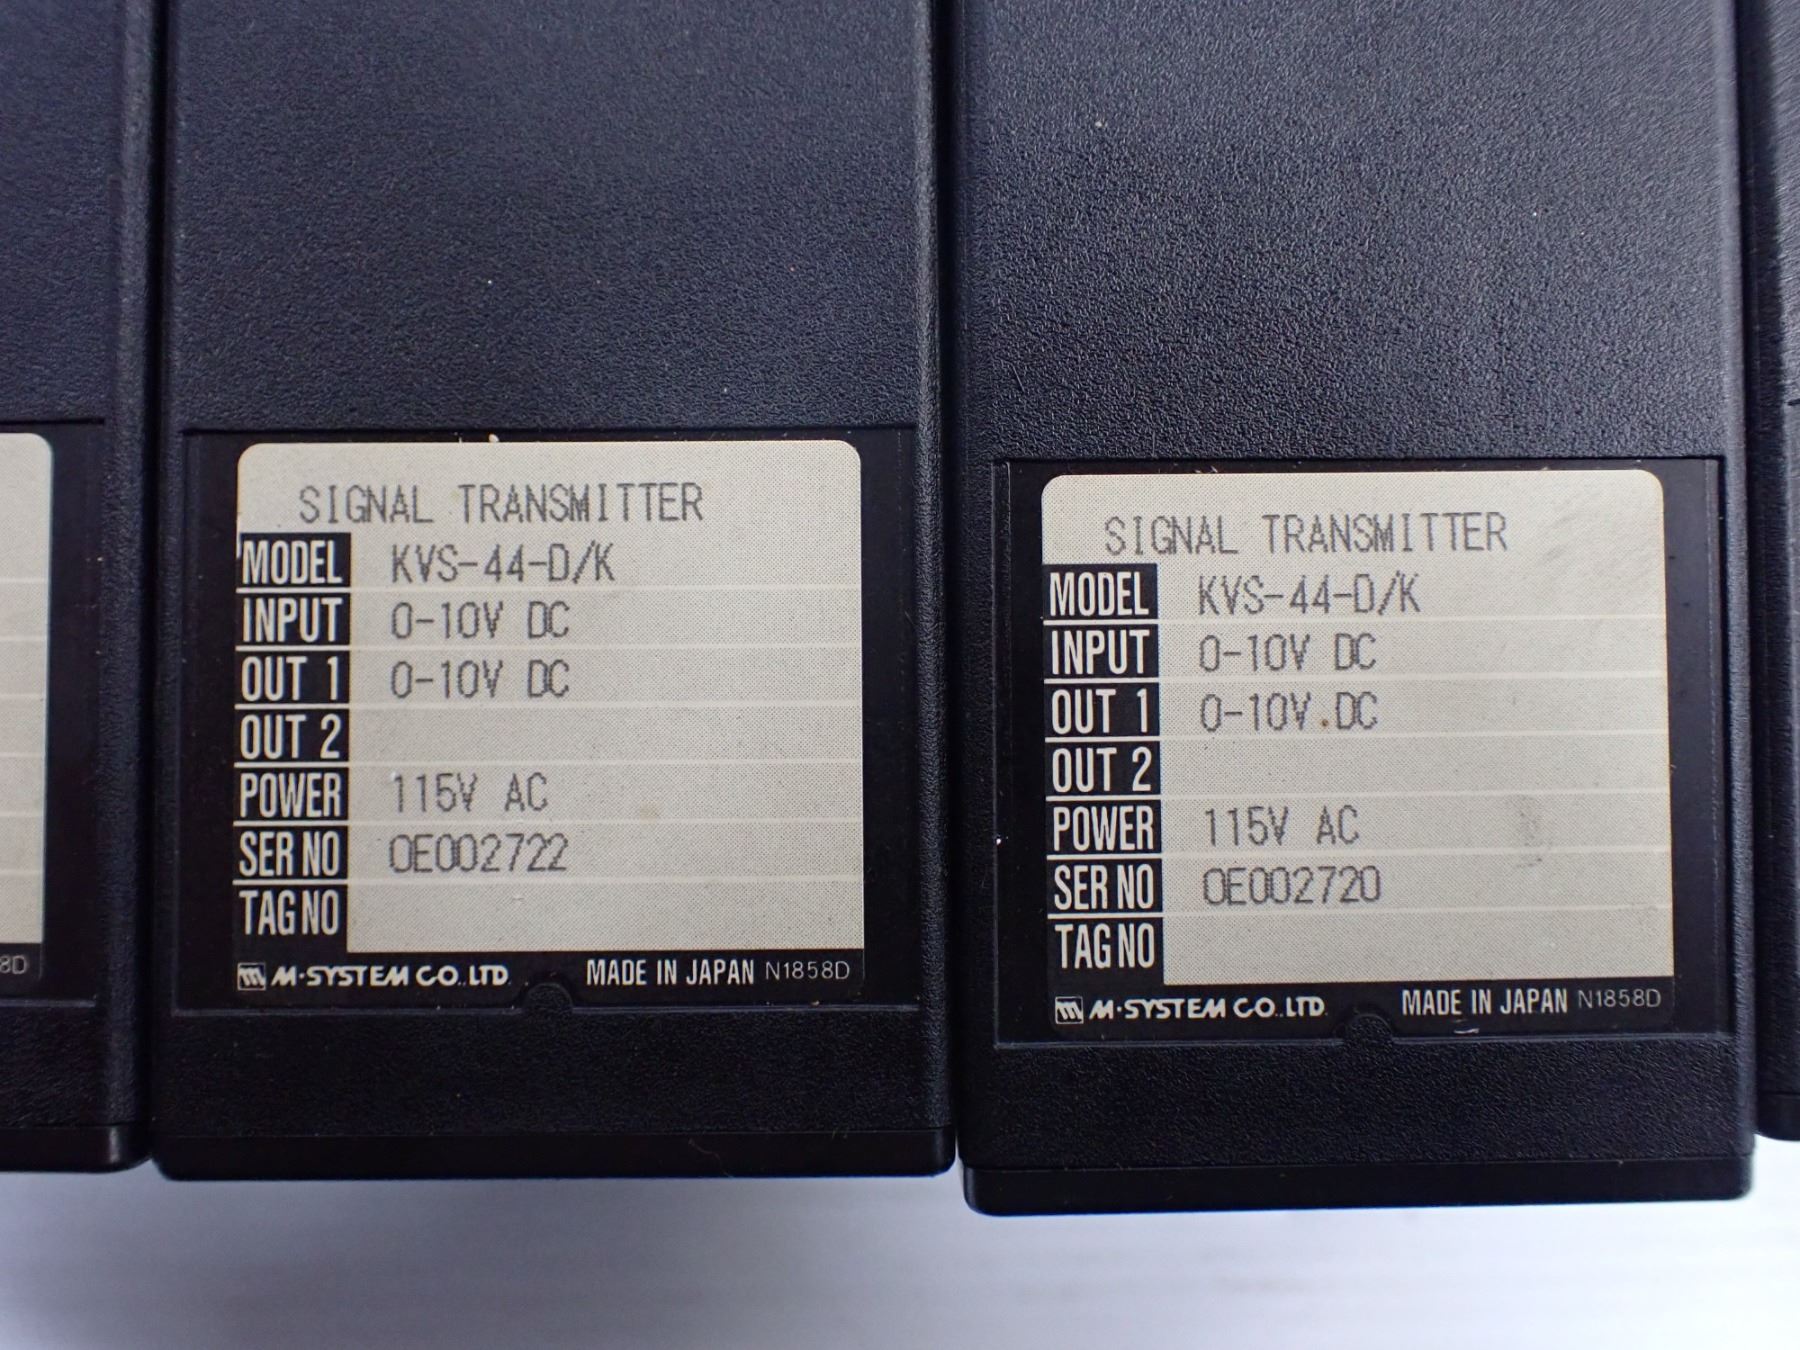 8D
SIGNAL TRANSMITTER
MODEL KVS-44-D/K
INPUT 0-10V DC
OUT 1 0-10V DC
OUT 2
POWER 115V AC
SER NO 0E002722
TAG NO
M·SYSTEM CO.,LTD. MADE IN JAPAN N1858D
SIGNAL TRANSMITTER
MODEL KVS-44-D/K
INPUT 0-10V DC
OUT 1 0-10V DC
OUT 2
POWER 115V AC
SER NO 0E002720
TAG NO
M·SYSTEM CO.,LTD. MADE IN JAPAN N1858D